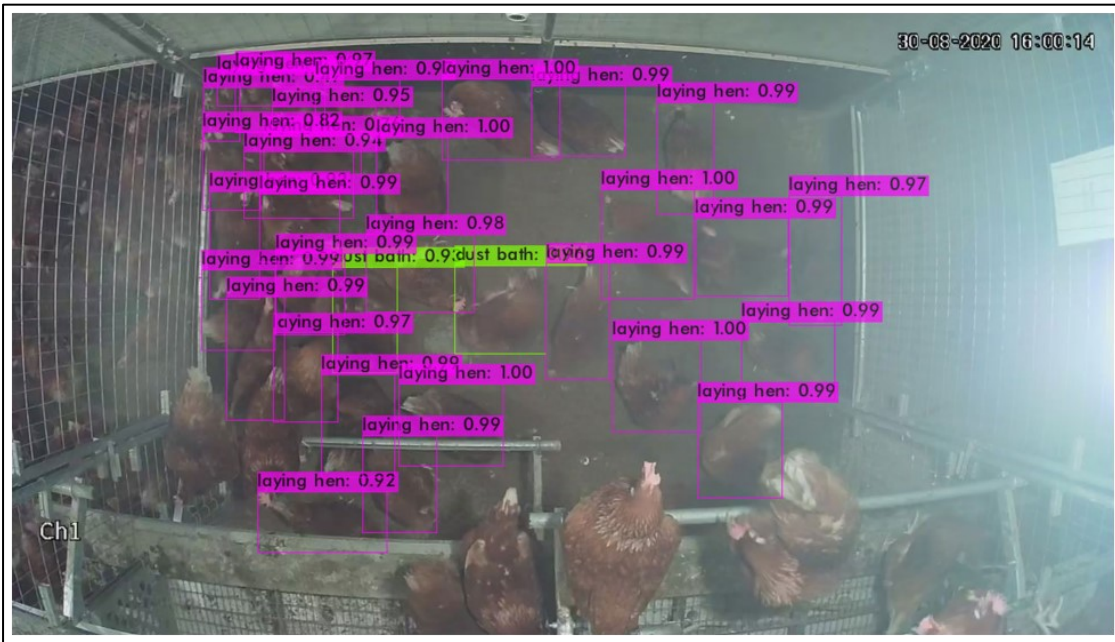 30-08-2020 16:00:14
0.97
laying hen: 1.00
laying hen: 0.99
laying hen: 0.95
laying hen: 0.99
laying hen: 0.82
laying hen: 1.00
laying hen: 0.99
laying hen: 1.00
laying hen: 0.97
laying hen: 0.99
laying hen: 0.98
laying hen: 0.99
dust bath:
laying hen: 0.99
laying hen: 0.99
laying hen: 0.99
laying hen: 0.99
laying hen: 0.97
laying hen: 1.00
laying hen: 0.99
laying hen: 1.00
laying hen: 0.99
laying hen: 0.99
laying hen: 0.92
Ch1